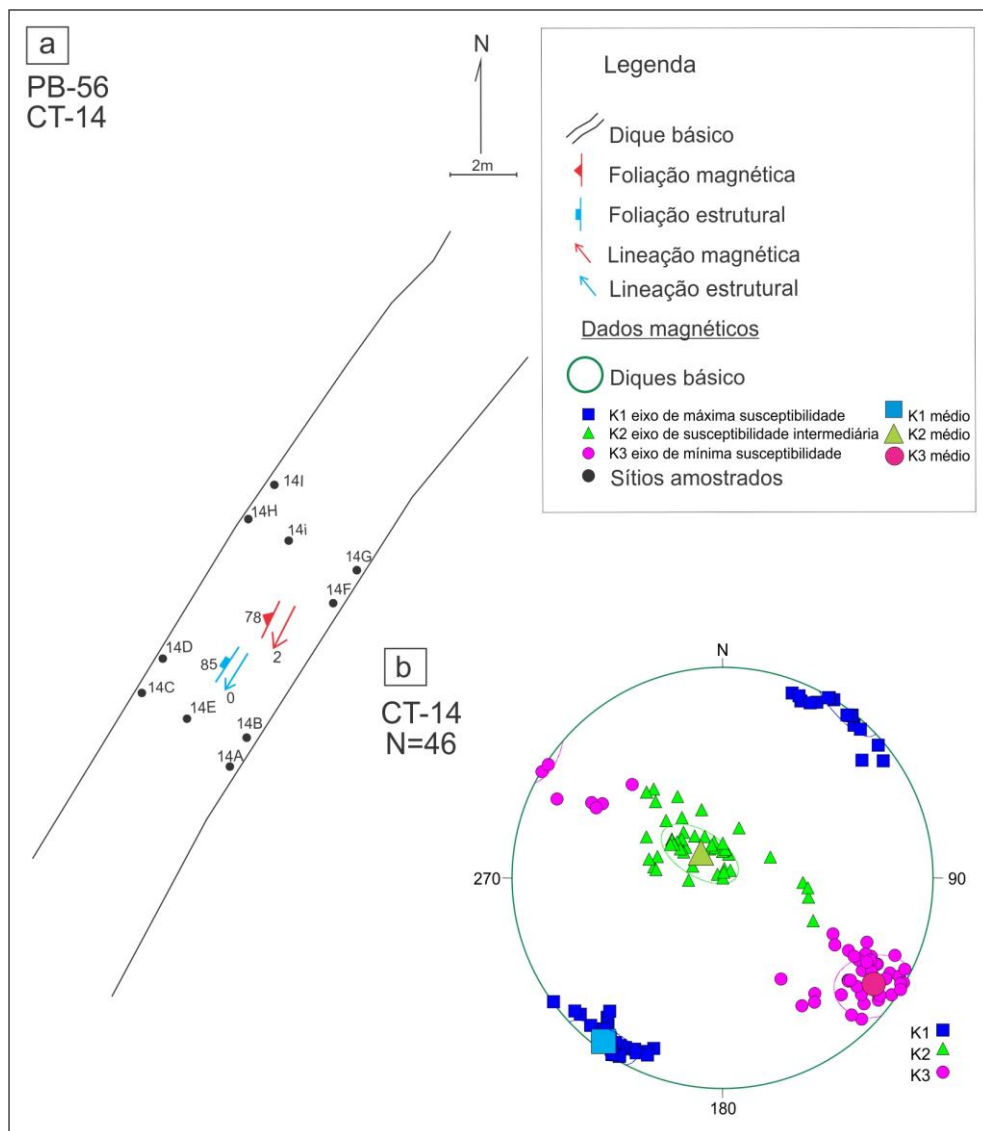 a
PB-56
CT-14
N
2m
Legenda
Dique básico
Foliação magnética
Foliação estrutural
Lineação magnética
Lineação estrutural
Dados magnéticos
Diques básico
K1 eixo de máxima susceptibilidade
K2 eixo de susceptibilidade intermediária
K3 eixo de mínima susceptibilidade
K1 médio
K2 médio
K3 médio
Sítios amostrados
14I
14H
14i
14G
14F
78
2
14D
85
14C
0
14E
14B
14A
b
CT-14
N=46
N
270
90
180
K1
K2
K3